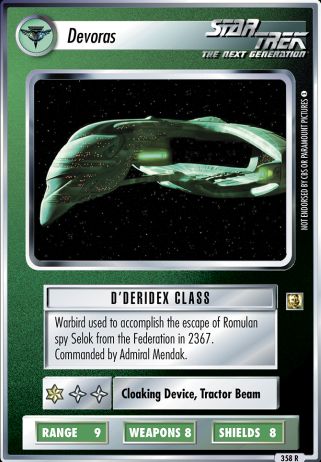 Devoras
STAR TREK
THE NEXT GENERATION
NOT ENDORSED BY CBS OR PARAMOUNT PICTURES
D'DERIDEX CLASS
Warbird used to accomplish the escape of Romulan
spy Selok from the Federation in 2367.
Commanded by Admiral Mendak.
Cloaking Device, Tractor Beam
RANGE 9 WEAPONS 8 SHIELDS 8
358 R